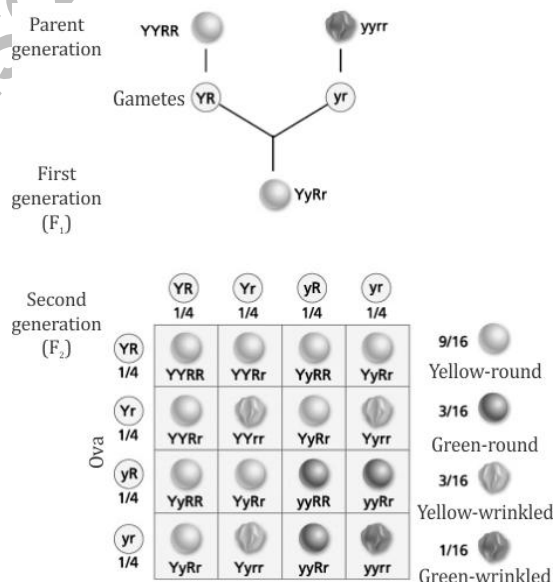 Parent
generation
YYRR
yyrr
Gametes
YR
yr
First
generation
(F₁)
YyRr
Second
generation
(F₂)
YR Yr yR yr
1/4 1/4 1/4 1/4
Ova
YR
1/4
YYRR YYRr YyRR YyRr
Yr
1/4
YYRr YYrr YyRr Yyrr
yR
1/4
YyRR YyRr yyRR yyRr
yr
1/4
YyRr Yyrr yyRr yyrr
9/16
Yellow-round
3/16
Green-round
3/16
Yellow-wrinkled
1/16
Green-wrinkled